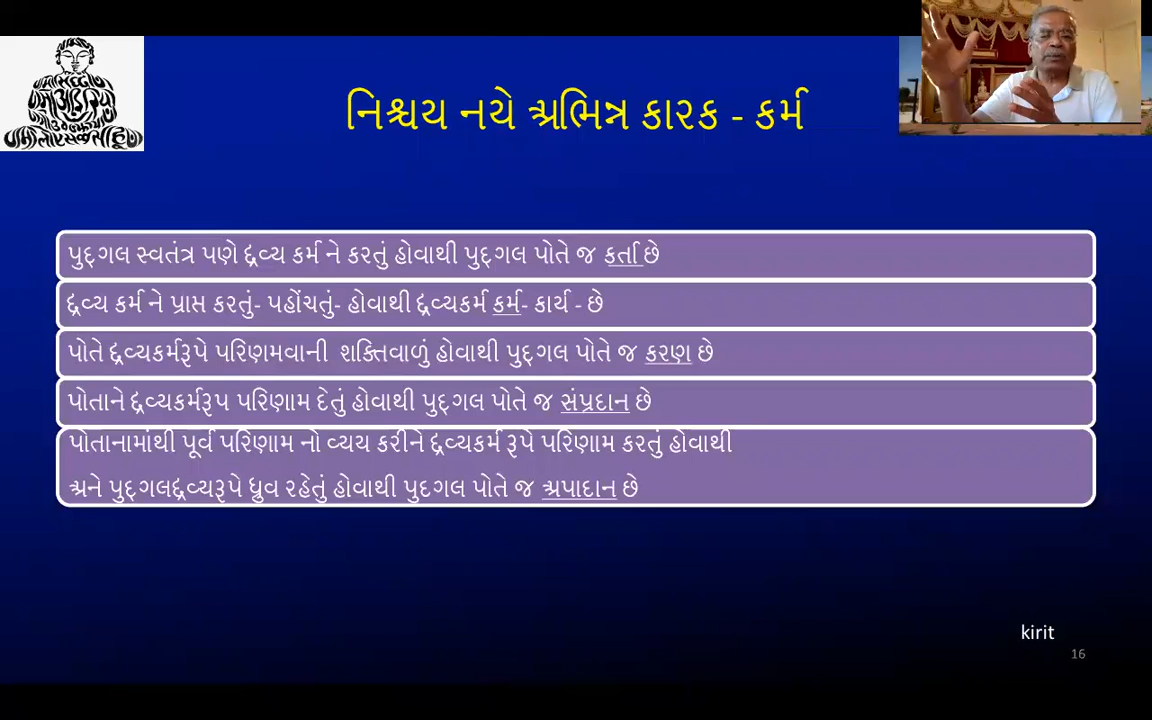 નિશ્ચય નયે અભિન્ન કારક - કર્મ
પુદ્ગલ સ્વતંત્ર પણે દ્રવ્ય કર્મ ને કરતું હોવાથી પુદ્ગલ પોતે જ કર્તા છે
દ્રવ્ય કર્મ ને પ્રાપ્ત કરતું- પહોંચતું- હોવાથી દ્રવ્યકર્મ કર્મ- કાર્ય - છે
પોતે દ્રવ્યકર્મરૂપે પરિણમવાની શક્તિવાળું હોવાથી પુદ્ગલ પોતે જ કરણ છે
પોતાને દ્રવ્યકર્મરૂપ પરિણામ દેતું હોવાથી પુદ્ગલ પોતે જ સંપ્રદાન છે
પોતાનામાંથી પૂર્વ પરિણામ નો વ્યય કરીને દ્રવ્યકર્મ રૂપે પરિણામ કરતું હોવાથી
અને પુદ્ગલદ્રવ્યરૂપે ધ્રુવ રહેતું હોવાથી પુદગલ પોતે જ અપાદાન છે
kirit
16